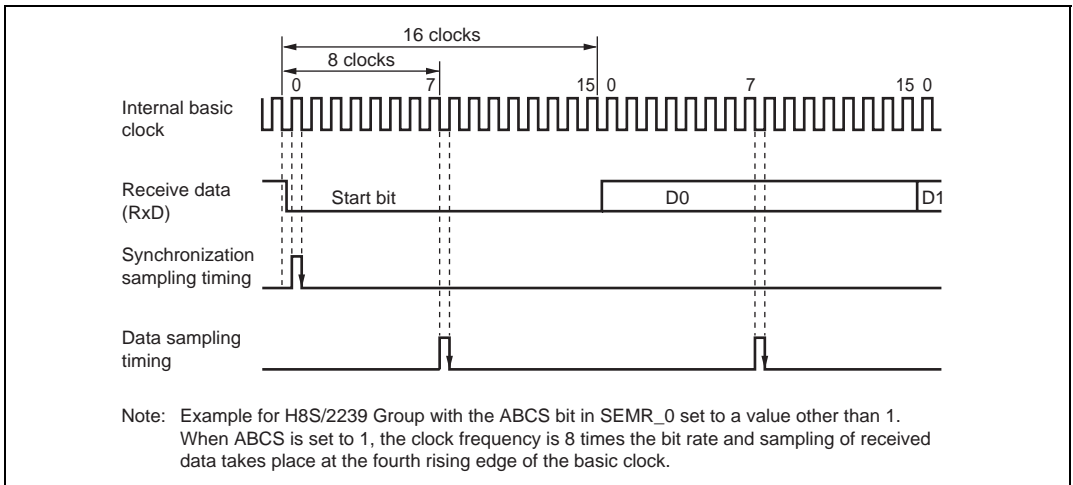 16 clocks
8 clocks
0 7 15 0 7 15 0
Internal basic
clock
Receive data
(RxD)
Start bit D0 D1
Synchronization
sampling timing
Data sampling
timing
Note: Example for H8S/2239 Group with the ABCS bit in SEMR_0 set to a value other than 1.
When ABCS is set to 1, the clock frequency is 8 times the bit rate and sampling of received
data takes place at the fourth rising edge of the basic clock.